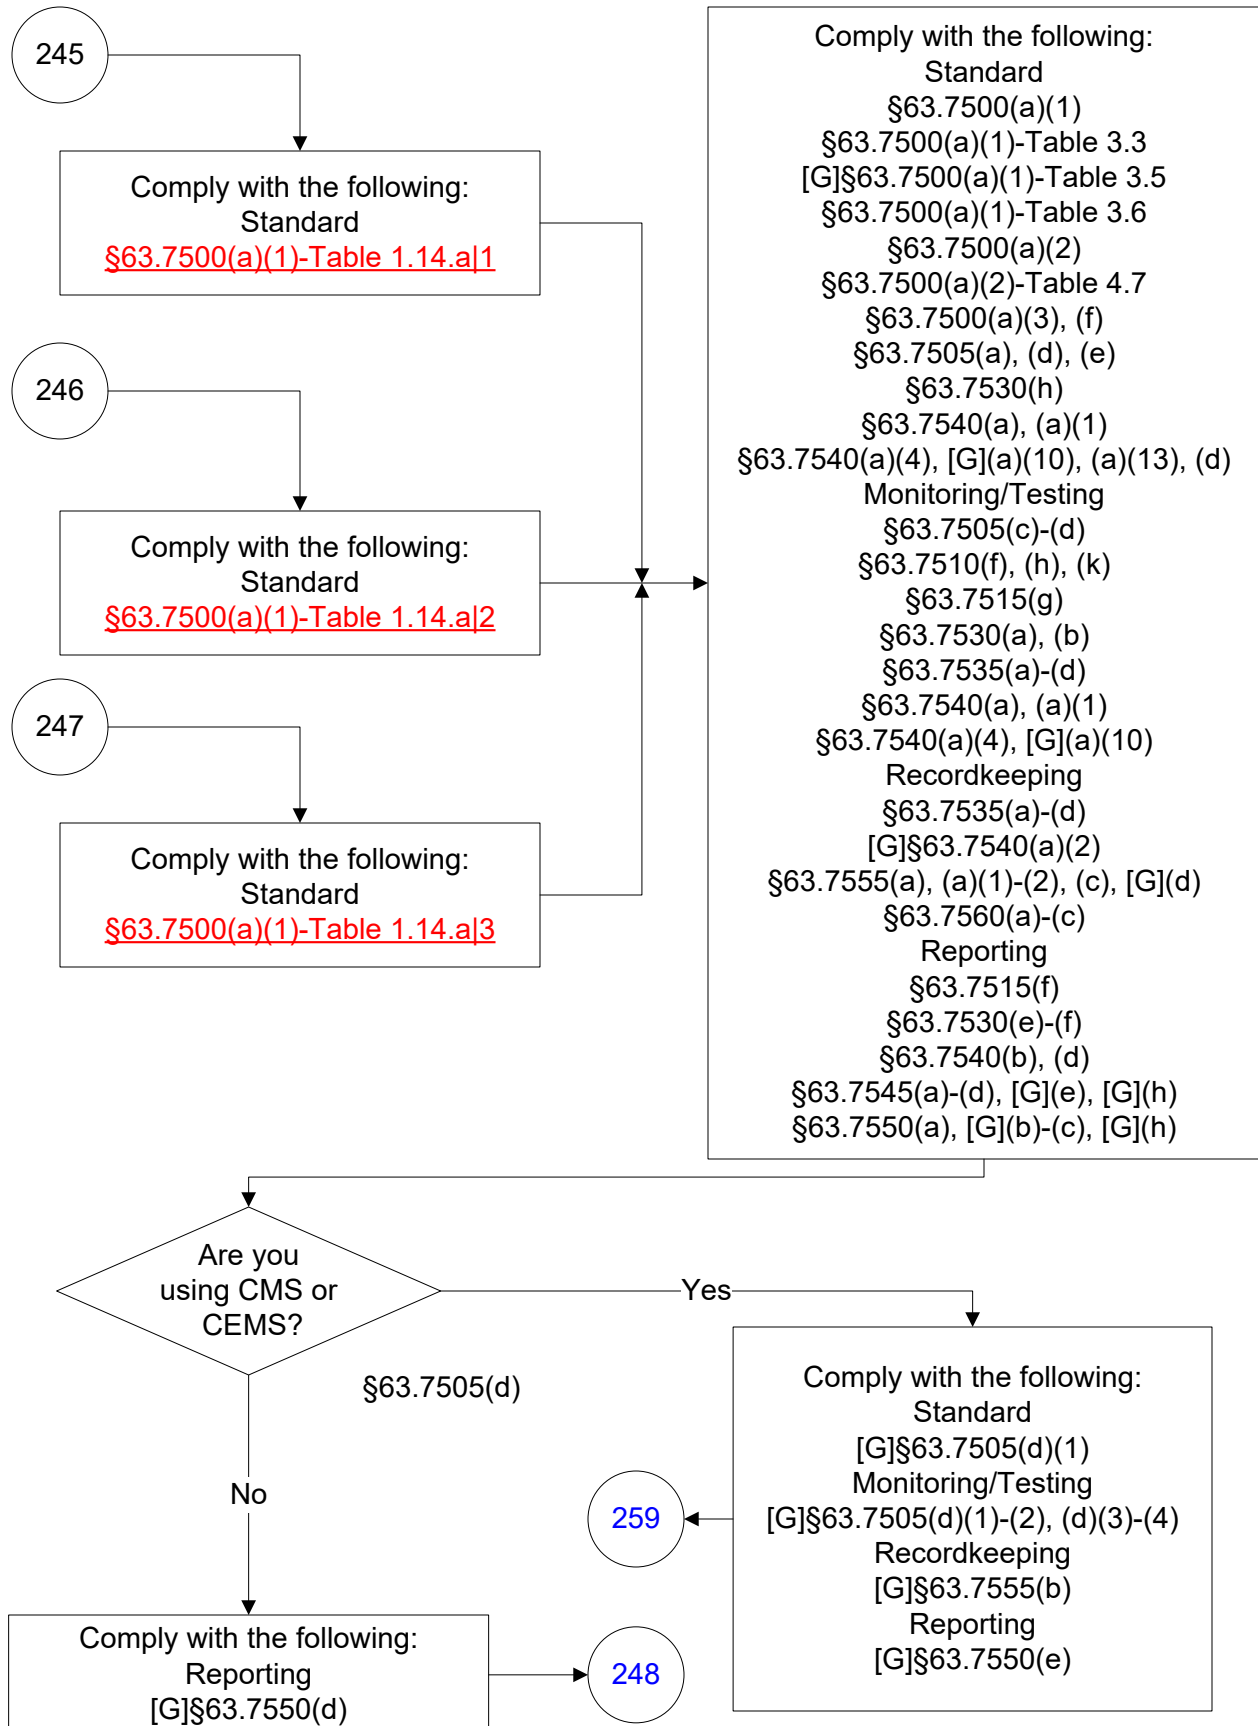 245
Comply with the following:
Standard
§63.7500(a)(1)-Table 1.14.a|1
246
Comply with the following:
Standard
§63.7500(a)(1)-Table 1.14.a|2
247
Comply with the following:
Standard
§63.7500(a)(1)-Table 1.14.a|3
Comply with the following:
Standard
§63.7500(a)(1)
§63.7500(a)(1)-Table 3.3
[G]§63.7500(a)(1)-Table 3.5
§63.7500(a)(1)-Table 3.6
§63.7500(a)(2)
§63.7500(a)(2)-Table 4.7
§63.7500(a)(3), (f)
§63.7505(a), (d), (e)
§63.7530(h)
§63.7540(a), (a)(1)
§63.7540(a)(4), [G](a)(10), (a)(13), (d)
Monitoring/Testing
§63.7505(c)-(d)
§63.7510(f), (h), (k)
§63.7515(g)
§63.7530(a), (b)
§63.7535(a)-(d)
§63.7540(a), (a)(1)
§63.7540(a)(4), [G](a)(10)
Recordkeeping
§63.7535(a)-(d)
[G]§63.7540(a)(2)
§63.7555(a), (a)(1)-(2), (c), [G](d)
§63.7560(a)-(c)
Reporting
§63.7515(f)
§63.7530(e)-(f)
§63.7540(b), (d)
§63.7545(a)-(d), [G](e), [G](h)
§63.7550(a), [G](b)-(c), [G](h)
Are you
using CMS or
CEMS?
Yes
§63.7505(d)
No
Comply with the following:
Standard
[G]§63.7505(d)(1)
Monitoring/Testing
[G]§63.7505(d)(1)-(2), (d)(3)-(4)
Recordkeeping
[G]§63.7555(b)
Reporting
[G]§63.7550(e)
259
Comply with the following:
Reporting
[G]§63.7550(d)
248